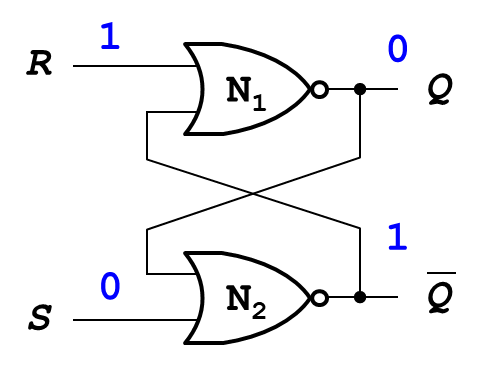 R 1 N₁ 0 Q
1
S 0 N₂ Q̅